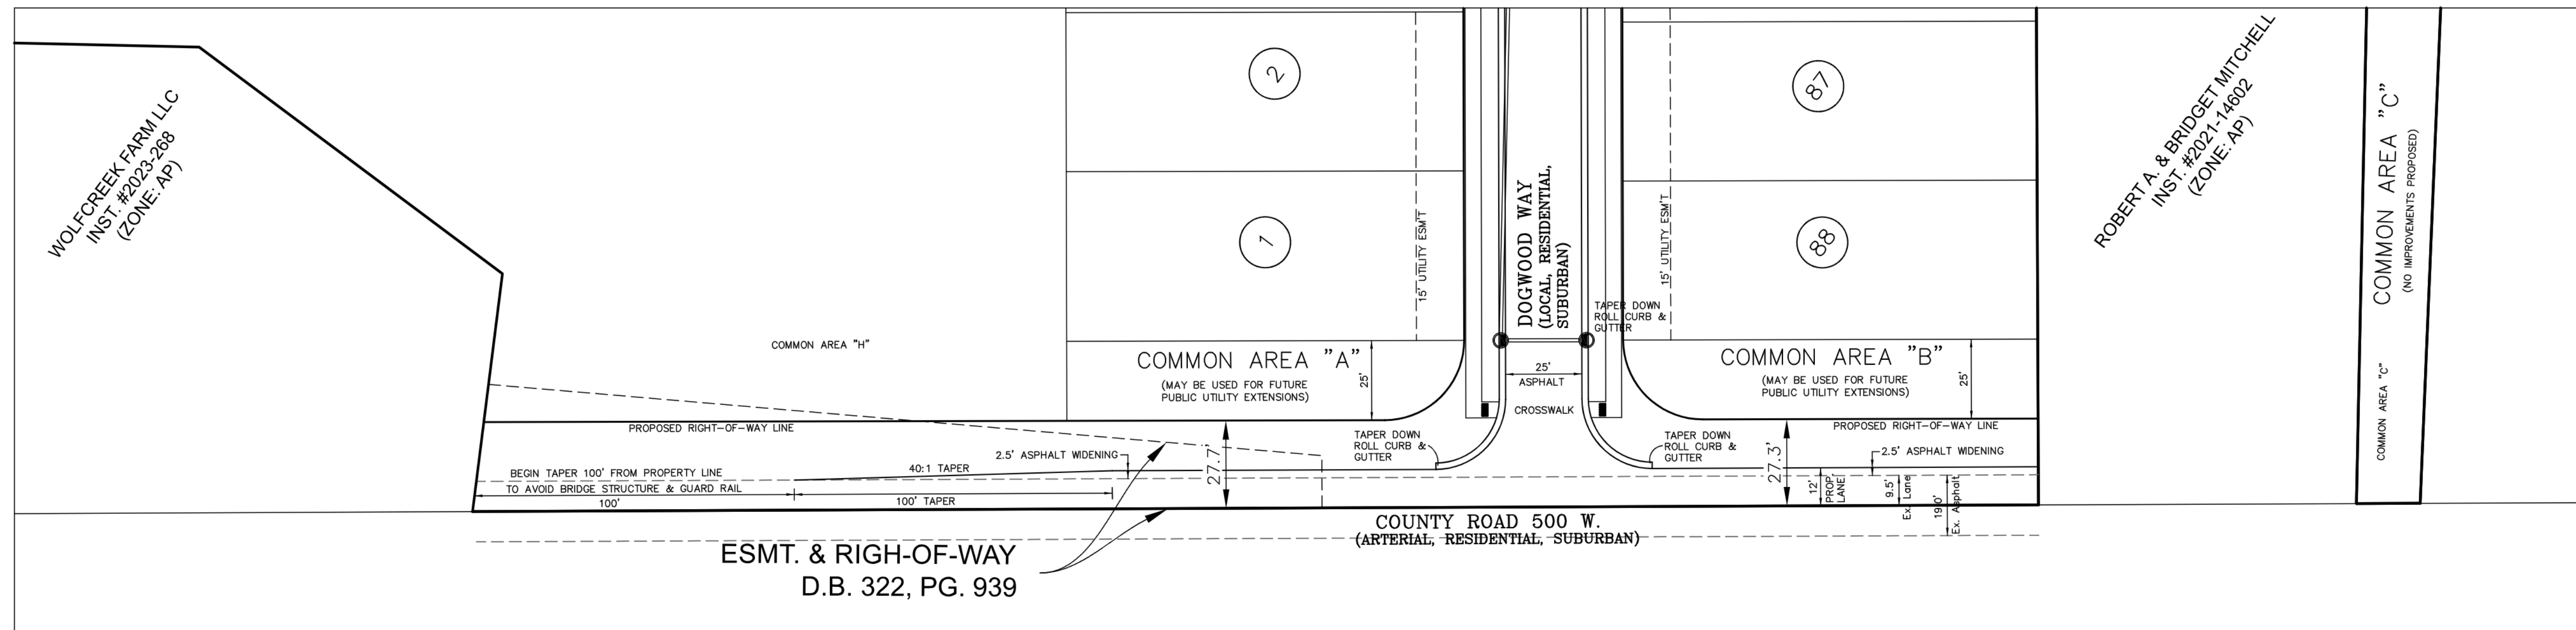 WOLFCREEK FARM LLC
INST. #2023-268
(ZONE: AP)
COMMON AREA "H"
2
1
15' UTILITY ESM'T
COMMON AREA "A"
(MAY BE USED FOR FUTURE
PUBLIC UTILITY EXTENSIONS)
25'
DOGWOOD WAY
(LOCAL, RESIDENTIAL,
SUBURBAN)
TAPER DOWN
ROLL CURB &
GUTTER
25'
ASPHALT
CROSSWALK
87
88
15' UTILITY ESM'T
COMMON AREA "B"
(MAY BE USED FOR FUTURE
PUBLIC UTILITY EXTENSIONS)
25'
ROBERT A. & BRIDGET MITCHELL
INST. #2021-14602
(ZONE: AP)
COMMON AREA "C"
(NO IMPROVEMENTS PROPOSED)
COMMON AREA "C"
PROPOSED RIGHT-OF-WAY LINE
BEGIN TAPER 100' FROM PROPERTY LINE
TO AVOID BRIDGE STRUCTURE & GUARD RAIL
100'
40:1 TAPER
100' TAPER
2.5' ASPHALT WIDENING
27.7'
TAPER DOWN
ROLL CURB &
GUTTER
TAPER DOWN
ROLL CURB &
GUTTER
27.3'
PROPOSED RIGHT-OF-WAY LINE
2.5' ASPHALT WIDENING
12'
PROP.
LANE
9.5'
Ex. Lane
19.0'
Ex. Asphalt
COUNTY ROAD 500 W.
(ARTERIAL, RESIDENTIAL, SUBURBAN)
ESMT. & RIGH-OF-WAY
D.B. 322, PG. 939